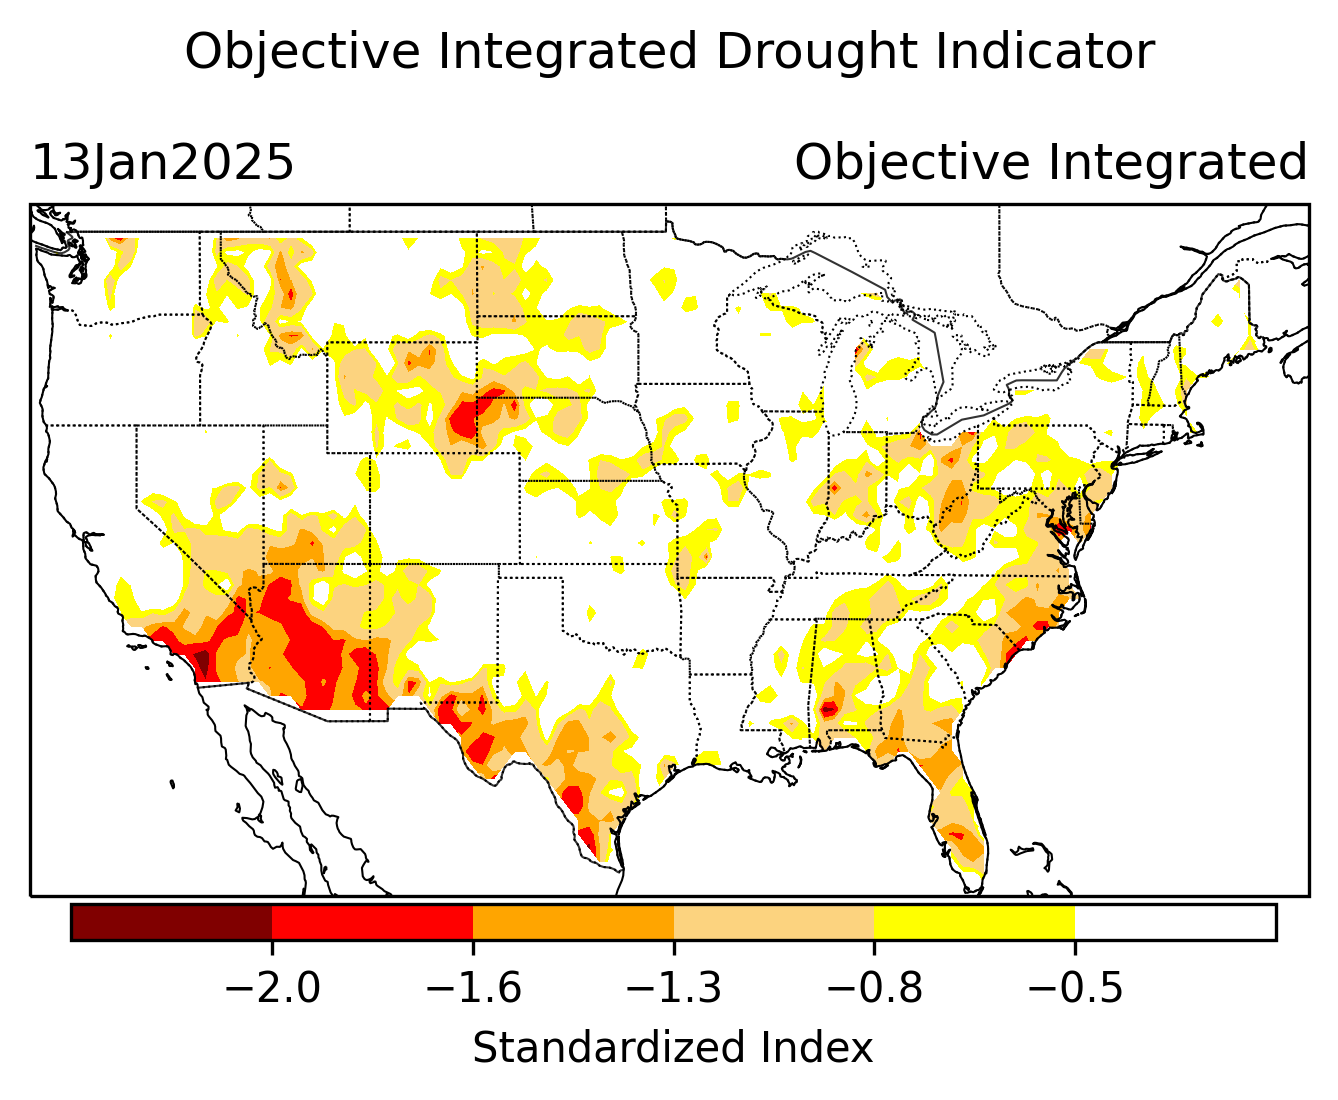 Objective Integrated Drought Indicator
13Jan2025
Objective Integrated
−2.0 −1.6 −1.3 −0.8 −0.5
Standardized Index